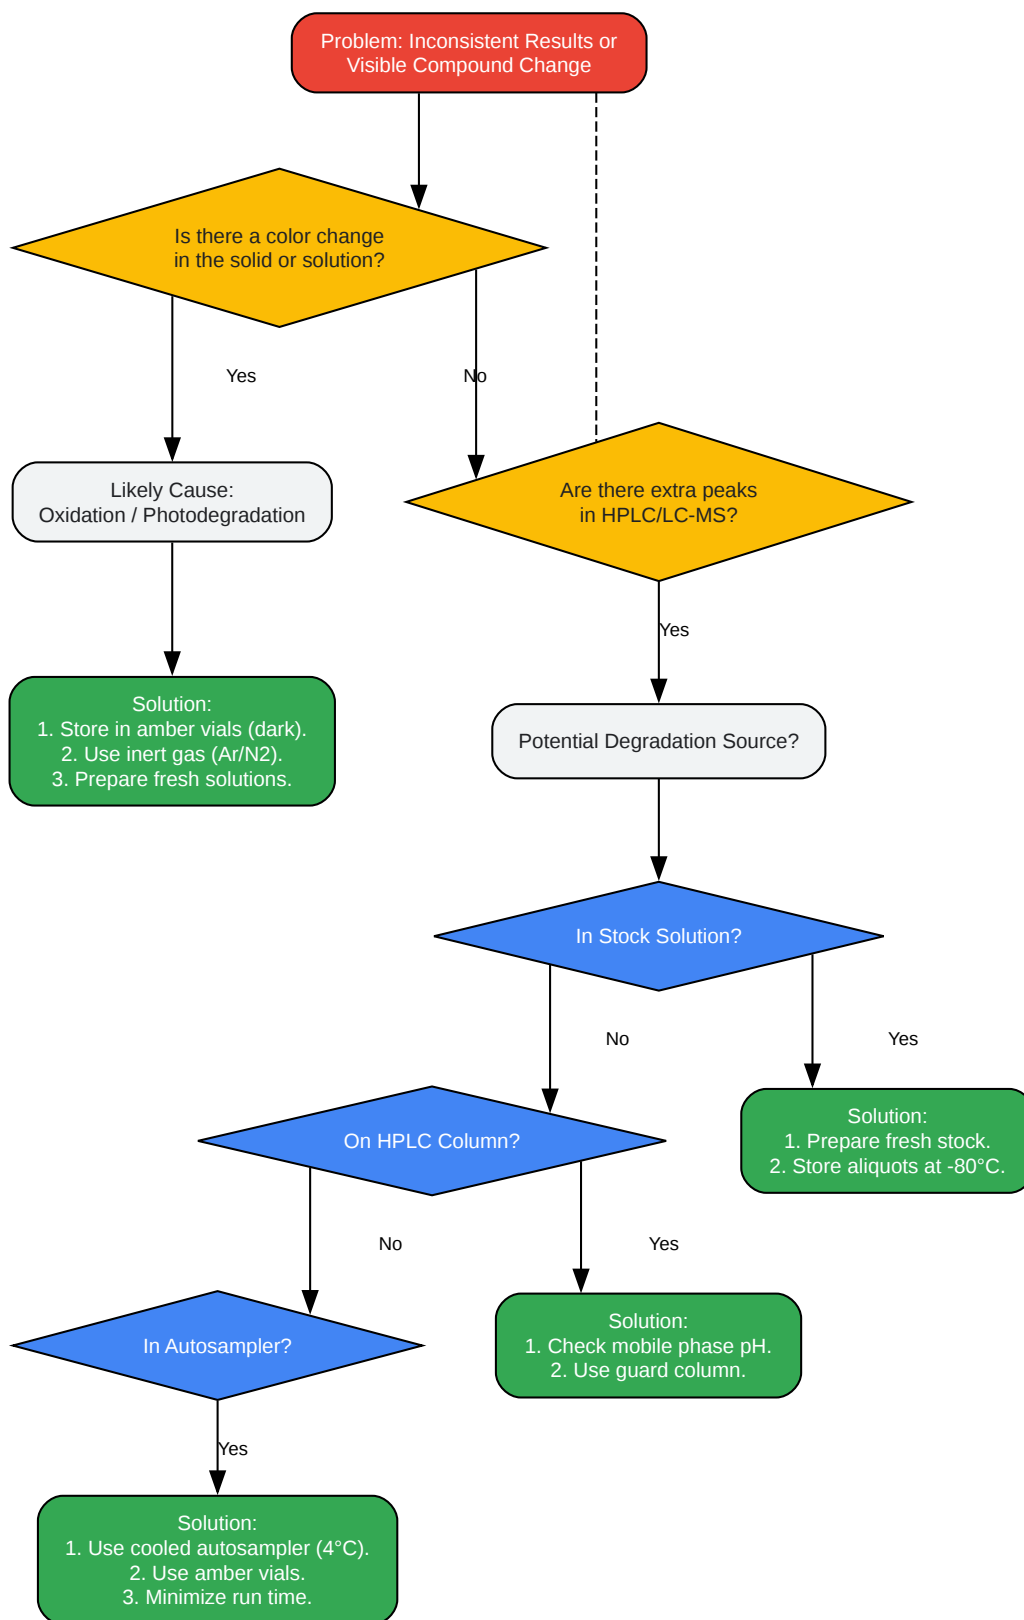 Problem: Inconsistent Results or
Visible Compound Change
Is there a color change
in the solid or solution?
Yes
No
Likely Cause:
Oxidation / Photodegradation
Are there extra peaks
in HPLC/LC-MS?
Yes
Solution:
1. Store in amber vials (dark).
2. Use inert gas (Ar/N2).
3. Prepare fresh solutions.
Potential Degradation Source?
In Stock Solution?
No
Yes
On HPLC Column?
Solution:
1. Prepare fresh stock.
2. Store aliquots at -80°C.
No
Yes
In Autosampler?
Solution:
1. Check mobile phase pH.
2. Use guard column.
Yes
Solution:
1. Use cooled autosampler (4°C).
2. Use amber vials.
3. Minimize run time.